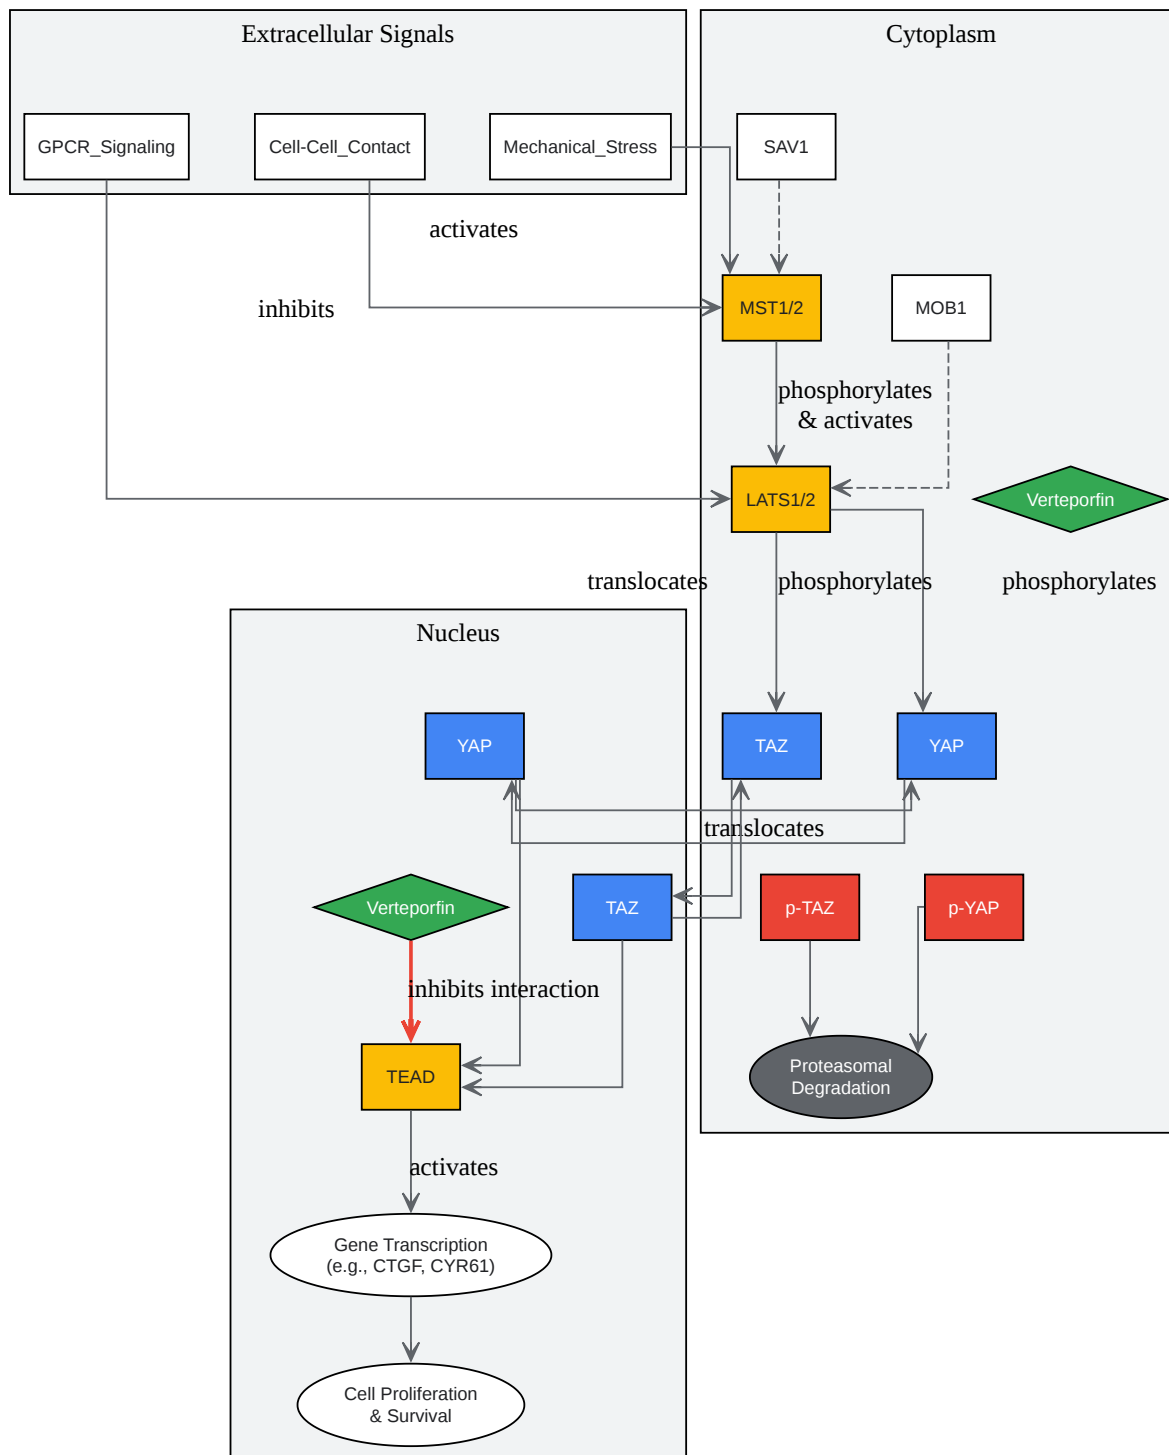 Extracellular Signals
Cytoplasm
GPCR_Signaling
Cell-Cell_Contact
Mechanical_Stress
SAV1
activates
inhibits
MST1/2
MOB1
phosphorylates
& activates
LATS1/2
Verteporfin
translocates
phosphorylates
phosphorylates
Nucleus
YAP
TAZ
YAP
translocates
Verteporfin
TAZ
p-TAZ
p-YAP
inhibits interaction
TEAD
Proteasomal
Degradation
activates
Gene Transcription
(e.g., CTGF, CYR61)
Cell Proliferation
& Survival